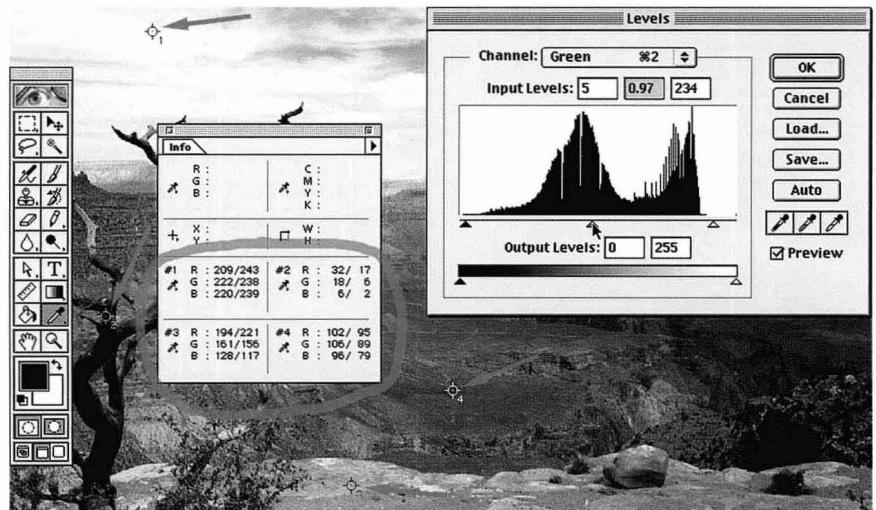 Levels
Channel: Green ⌘2
Input Levels: 5 0.97 234
Output Levels: 0 255
OK
Cancel
Load...
Save...
Auto
Preview
1
Info
R :
G :
B :
C :
M :
Y :
K :
X :
Y :
W :
H :
#1 R : 209/243
G : 222/238
B : 220/239
#2 R : 32/ 17
G : 18/ 6
B : 6/ 2
#3 R : 194/221
G : 161/156
B : 128/117
#4 R : 102/ 95
G : 106/ 89
B : 96/ 79
T
2
4